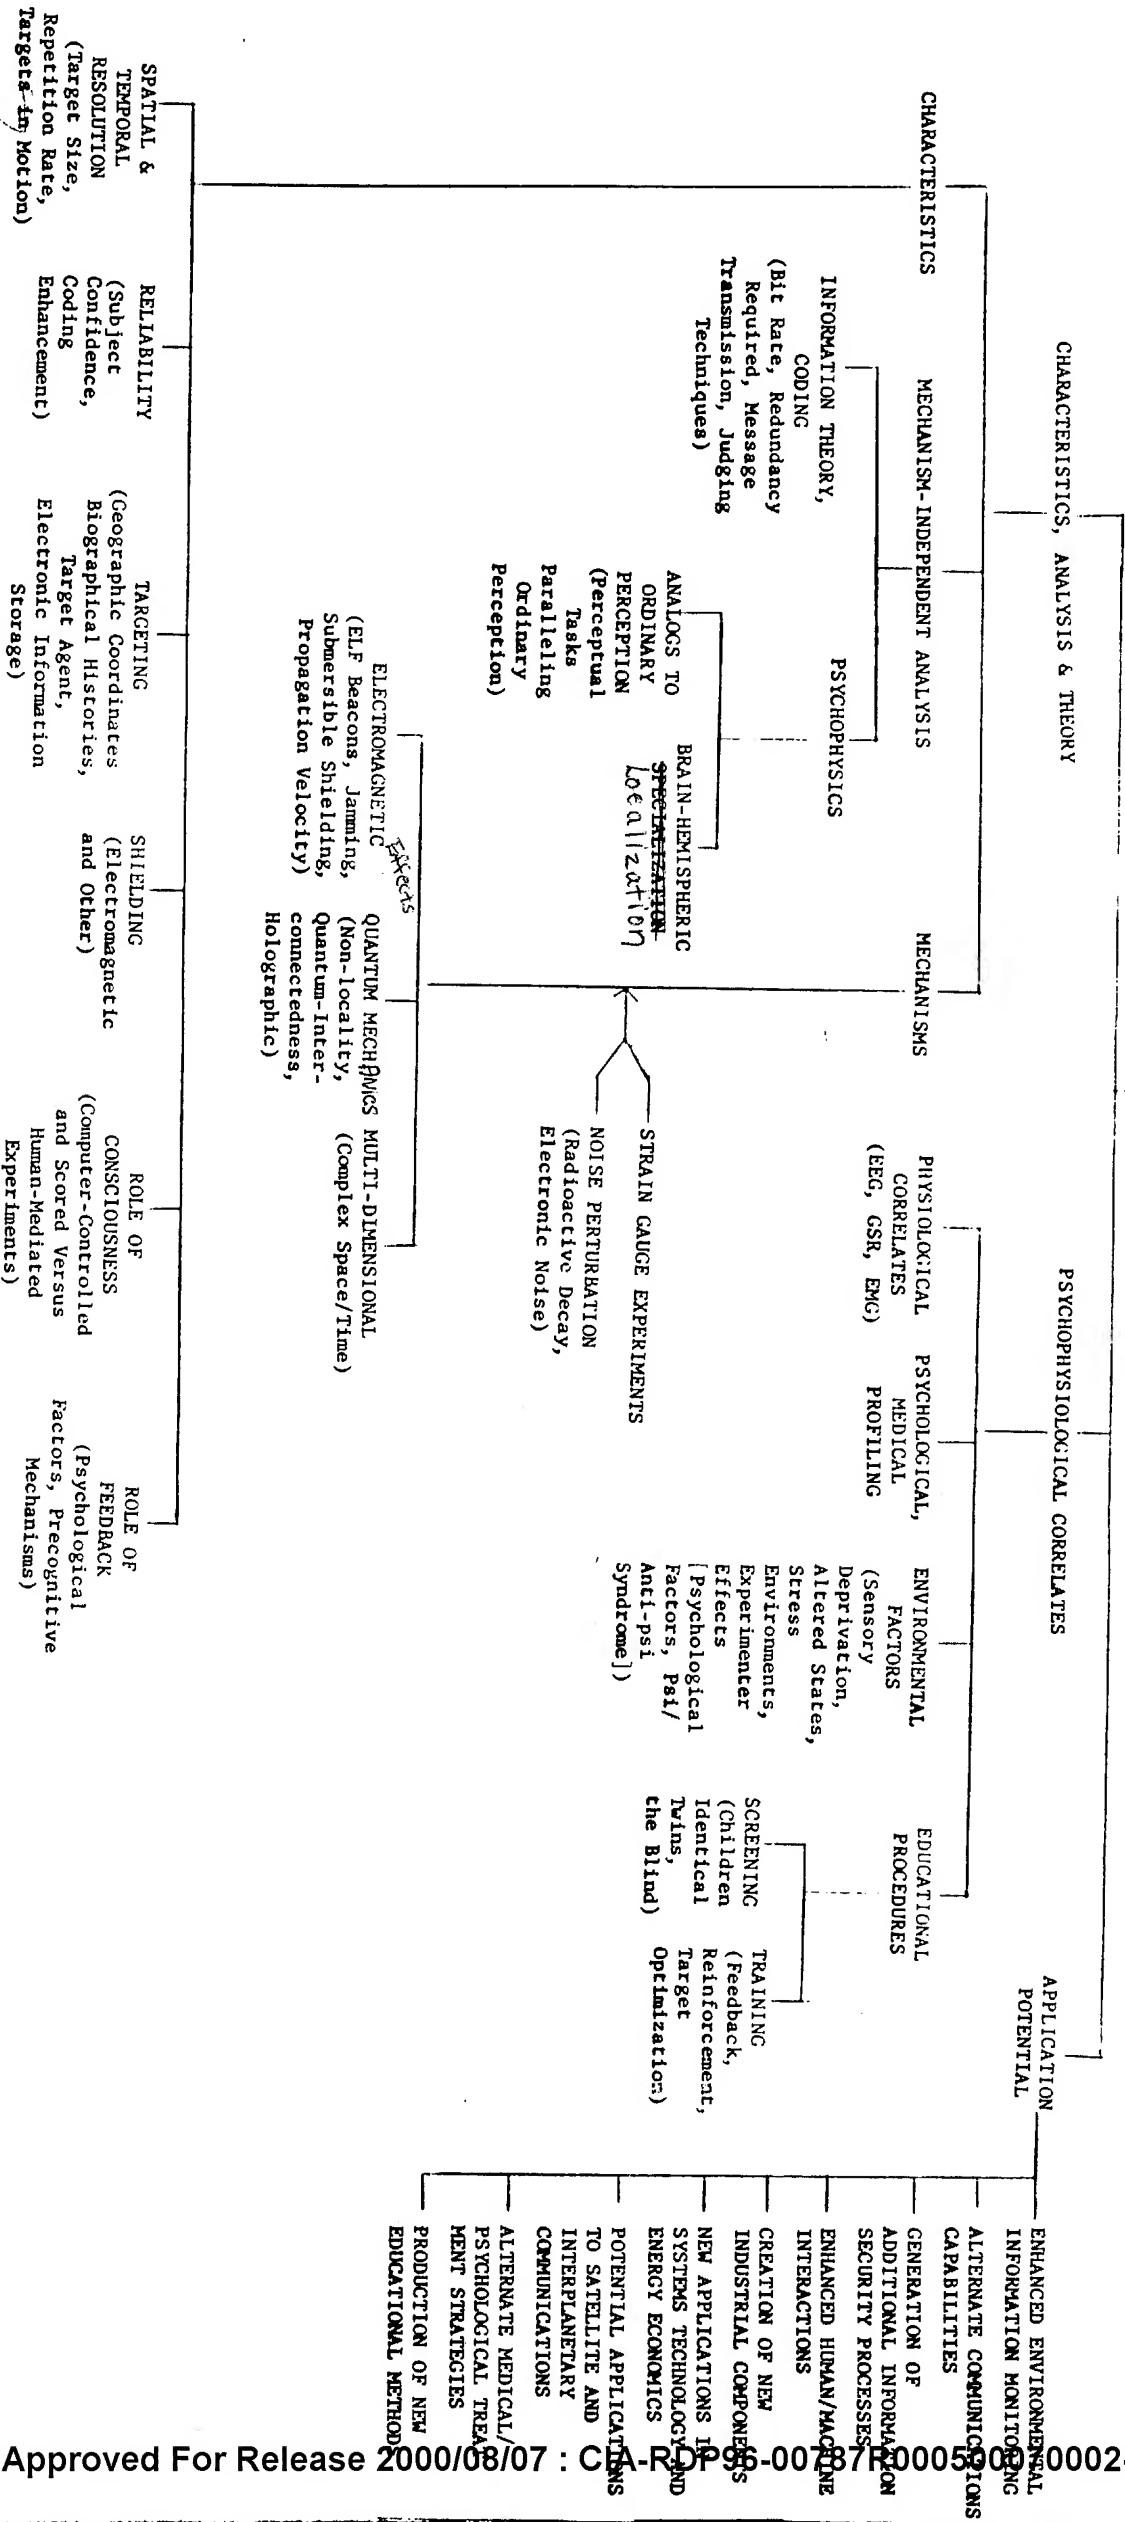 CHARACTERISTICS, ANALYSIS & THEORY
PSYCHOPHYSIOLOGICAL CORRELATES
APPLICATION
POTENTIAL
CHARACTERISTICS
MECHANISM-INDEPENDENT ANALYSIS
MECHANISMS
PHYSIOLOGICAL
CORRELATES
(EEG, GSR, EMG)
PSYCHOLOGICAL,
MEDICAL
PROFILING
ENVIRONMENTAL
FACTORS
(Sensory
Deprivation,
Altered States,
Stress
Environments,
Experimenter
Effects
[Psychological
Factors, Psi/
Anti-psi
Syndrome])
EDUCATIONAL
PROCEDURES
SCREENING
(Children
Identical
Twins,
the Blind)
TRAINING
(Feedback,
Reinforcement,
Target
Optimization)
INFORMATION THEORY,
CODING
(Bit Rate, Redundancy
Required, Message
Transmission, Judging
Techniques)
PSYCHOPHYSICS
ANALOGS TO
ORDINARY
PERCEPTION
(Perceptual
Tasks
Paralleling
Ordinary
Perception)
BRAIN-HEMISPHERIC
SPECIALIZATION
Localization
STRAIN GAUGE EXPERIMENTS
NOISE PERTURBATION
(Radioactive Decay,
Electronic Noise)
ELECTROMAGNETIC
Effects
(ELF Beacons, Jamming,
Submersible Shielding,
Propagation Velocity)
QUANTUM MECHANICS
(Non-locality,
Quantum-Inter-
connectedness,
Holographic)
MULTI-DIMENSIONAL
(Complex Space/Time)
SPATIAL &
TEMPORAL
RESOLUTION
(Target Size,
Repetition Rate,
Targets in Motion)
RELIABILITY
(Subject
Confidence,
Coding
Enhancement)
TARGETING
(Geographic Coordinates
Biographical Histories,
Target Agent,
Electronic Information
Storage)
SHIELDING
(Electromagnetic
and Other)
ROLE OF
CONSCIOUSNESS
(Computer-Controlled
and Scored Versus
Human-Mediated
Experiments)
ROLE OF
FEEDBACK
(Psychological
Factors, Precognitive
Mechanisms)
ENHANCED ENVIRONMENTAL
INFORMATION MONITORING
ALTERNATE COMMUNICATIONS
CAPABILITIES
GENERATION OF
ADDITIONAL INFORMATION
SECURITY PROCESSES
ENHANCED HUMAN/MACHINE
INTERACTIONS
CREATION OF NEW
INDUSTRIAL COMPONENTS
NEW APPLICATIONS IN
SYSTEMS TECHNOLOGY AND
ENERGY ECONOMICS
POTENTIAL APPLICATIONS
TO SATELLITE AND
INTERPLANETARY
COMMUNICATIONS
ALTERNATE MEDICAL/
PSYCHOLOGICAL TREAT
MENT STRATEGIES
PRODUCTION OF NEW
EDUCATIONAL METHODS
Approved For Release 2000/08/07 : CIA-RDP96-00787R000500
0002-